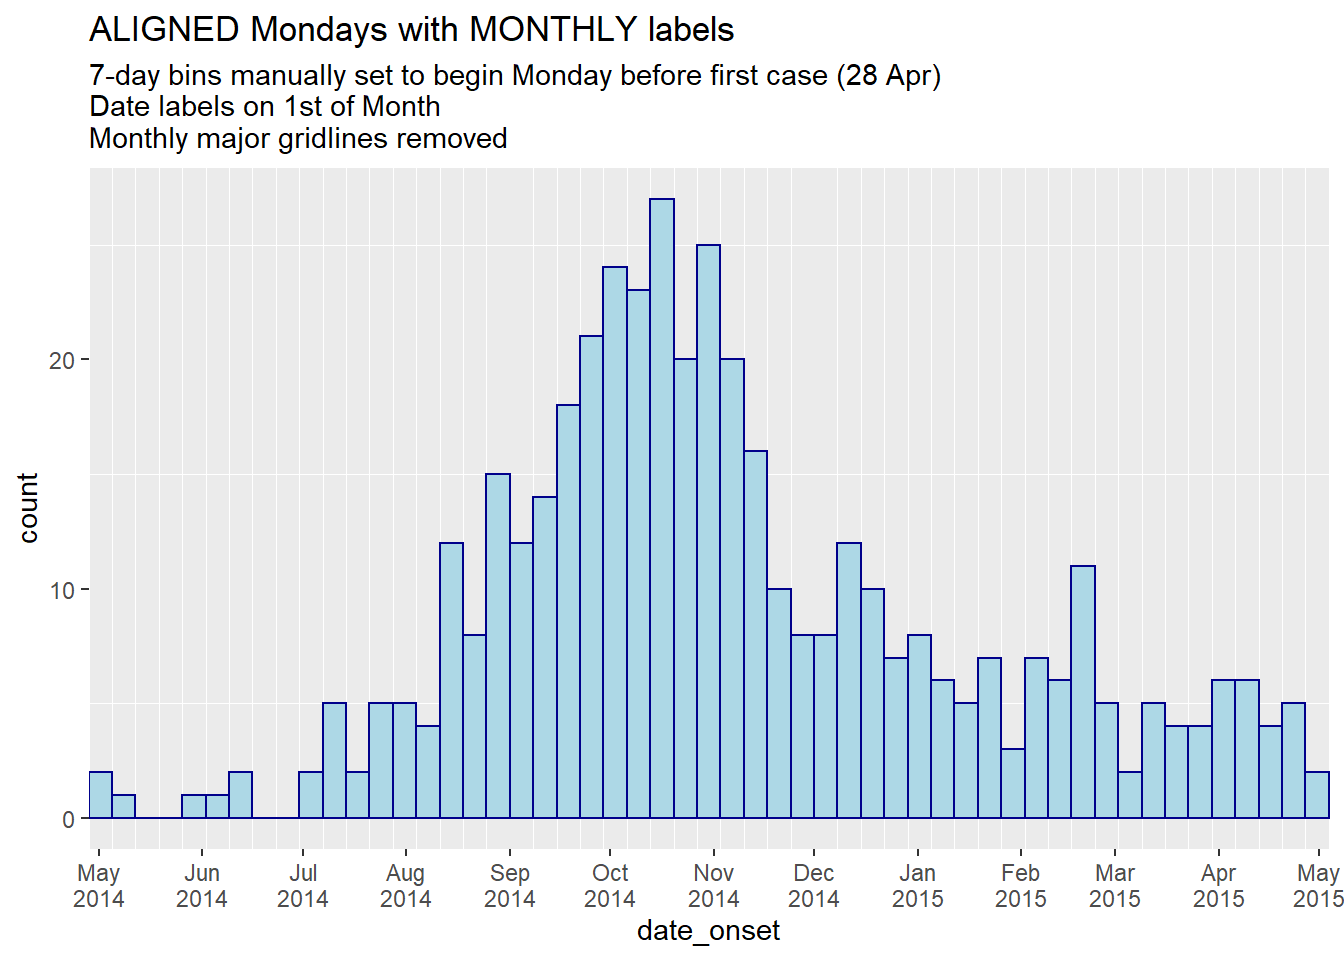 ALIGNED Mondays with MONTHLY labels
7-day bins manually set to begin Monday before first case (28 Apr)
Date labels on 1st of Month
Monthly major gridlines removed
count
20
10
0
May Jun Jul Aug Sep Oct Nov Dec Jan Feb Mar Apr May
2014 2014 2014 2014 2014 2014 2014 2014 2015 2015 2015 2015 2015
date_onset